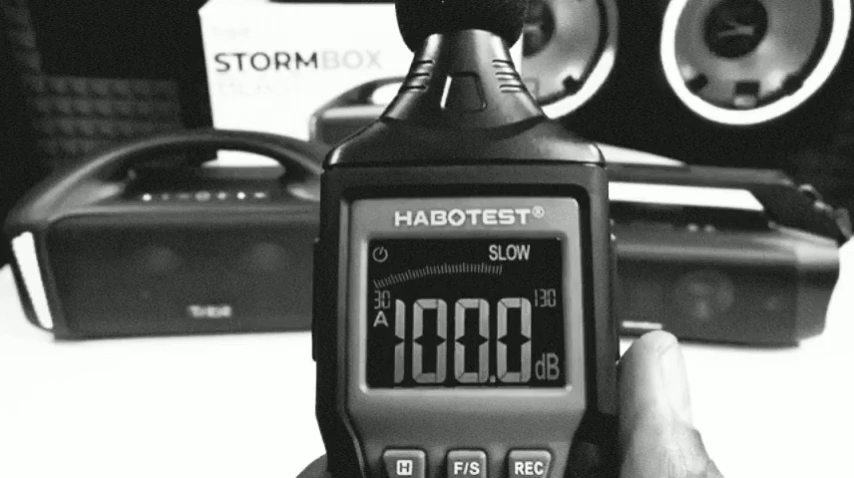 STORMBOX
HABOTEST®
SLOW
30 130
A 100.0 dB
H F/S REC